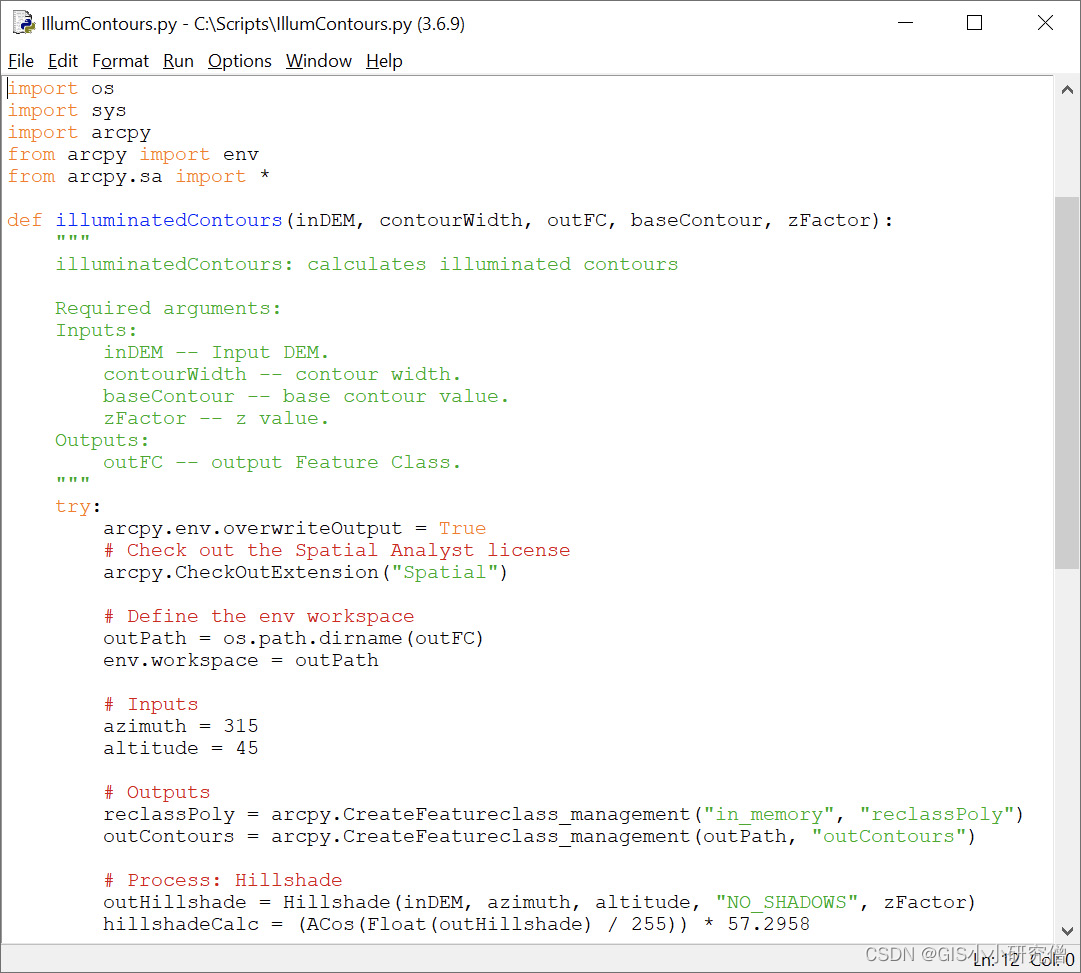 IllumContours.py - C:\Scripts\IllumContours.py (3.6.9)
File Edit Format Run Options Window Help
import os
import sys
import arcpy
from arcpy import env
from arcpy.sa import *

def illuminatedContours(inDEM, contourWidth, outFC, baseContour, zFactor):
    """
    illuminatedContours: calculates illuminated contours

    Required arguments:
    Inputs:
        inDEM -- Input DEM.
        contourWidth -- contour width.
        baseContour -- base contour value.
        zFactor -- z value.
    Outputs:
        outFC -- output Feature Class.
    """
    try:
        arcpy.env.overwriteOutput = True
        # Check out the Spatial Analyst license
        arcpy.CheckOutExtension("Spatial")

        # Define the env workspace
        outPath = os.path.dirname(outFC)
        env.workspace = outPath

        # Inputs
        azimuth = 315
        altitude = 45

        # Outputs
        reclassPoly = arcpy.CreateFeatureclass_management("in_memory", "reclassPoly")
        outContours = arcpy.CreateFeatureclass_management(outPath, "outContours")

        # Process: Hillshade
        outHillshade = Hillshade(inDEM, azimuth, altitude, "NO_SHADOWS", zFactor)
        hillshadeCalc = (ACos(Float(outHillshade) / 255)) * 57.2958
Ln: 12 Col: 0
CSDN @GIS小小研究僧